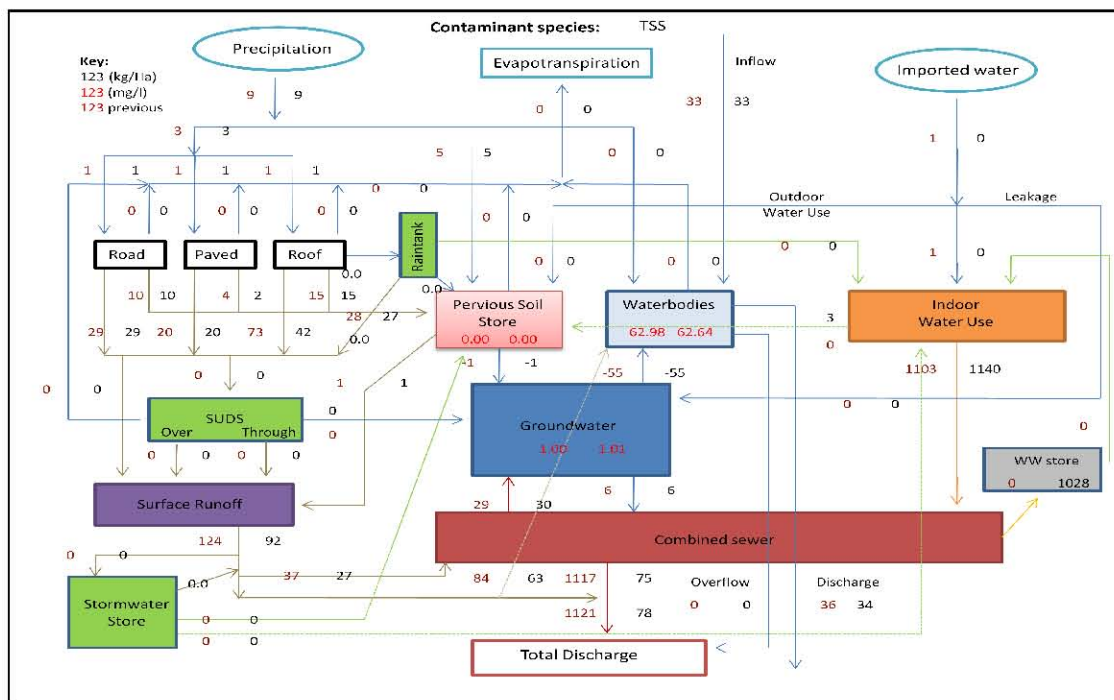 Contaminant species: TSS
Precipitation
Evapotranspiration
Inflow
Imported water
Key:
123 (kg/Ha)
123 (mg/l)
123 previous
9 9
0 0
33 33
3 3
5 5
0 0
1 0
1 1 1 1 1 1
0 0
Outdoor
Water Use
Leakage
0 0 0 0 0 0
0 0
0 0
1 0
Road
Paved
Roof
Raintank
0 0
0 0
0.0
0.0
10 10 4 2 15 15
28 27
Pervious Soil
Store
0.00 0.00
Waterbodies
62.98 62.64
Indoor
Water Use
3
0
29 29 20 20 73 42
0.0
-1 -1
-55 -55
1103 1140
0 0
0 0
1 1
0 0
0
SUDS
Over Through
0
0
Groundwater
1.00 1.01
WW store
0 1028
0 0 0 0
Surface Runoff
29 30
6 6
Combined sewer
124 92
0 0
0.0
37 27
84 63
1117 75
Overflow
0 0
Discharge
36 34
Stormwater
Store
0 0
0 0
1121 78
Total Discharge